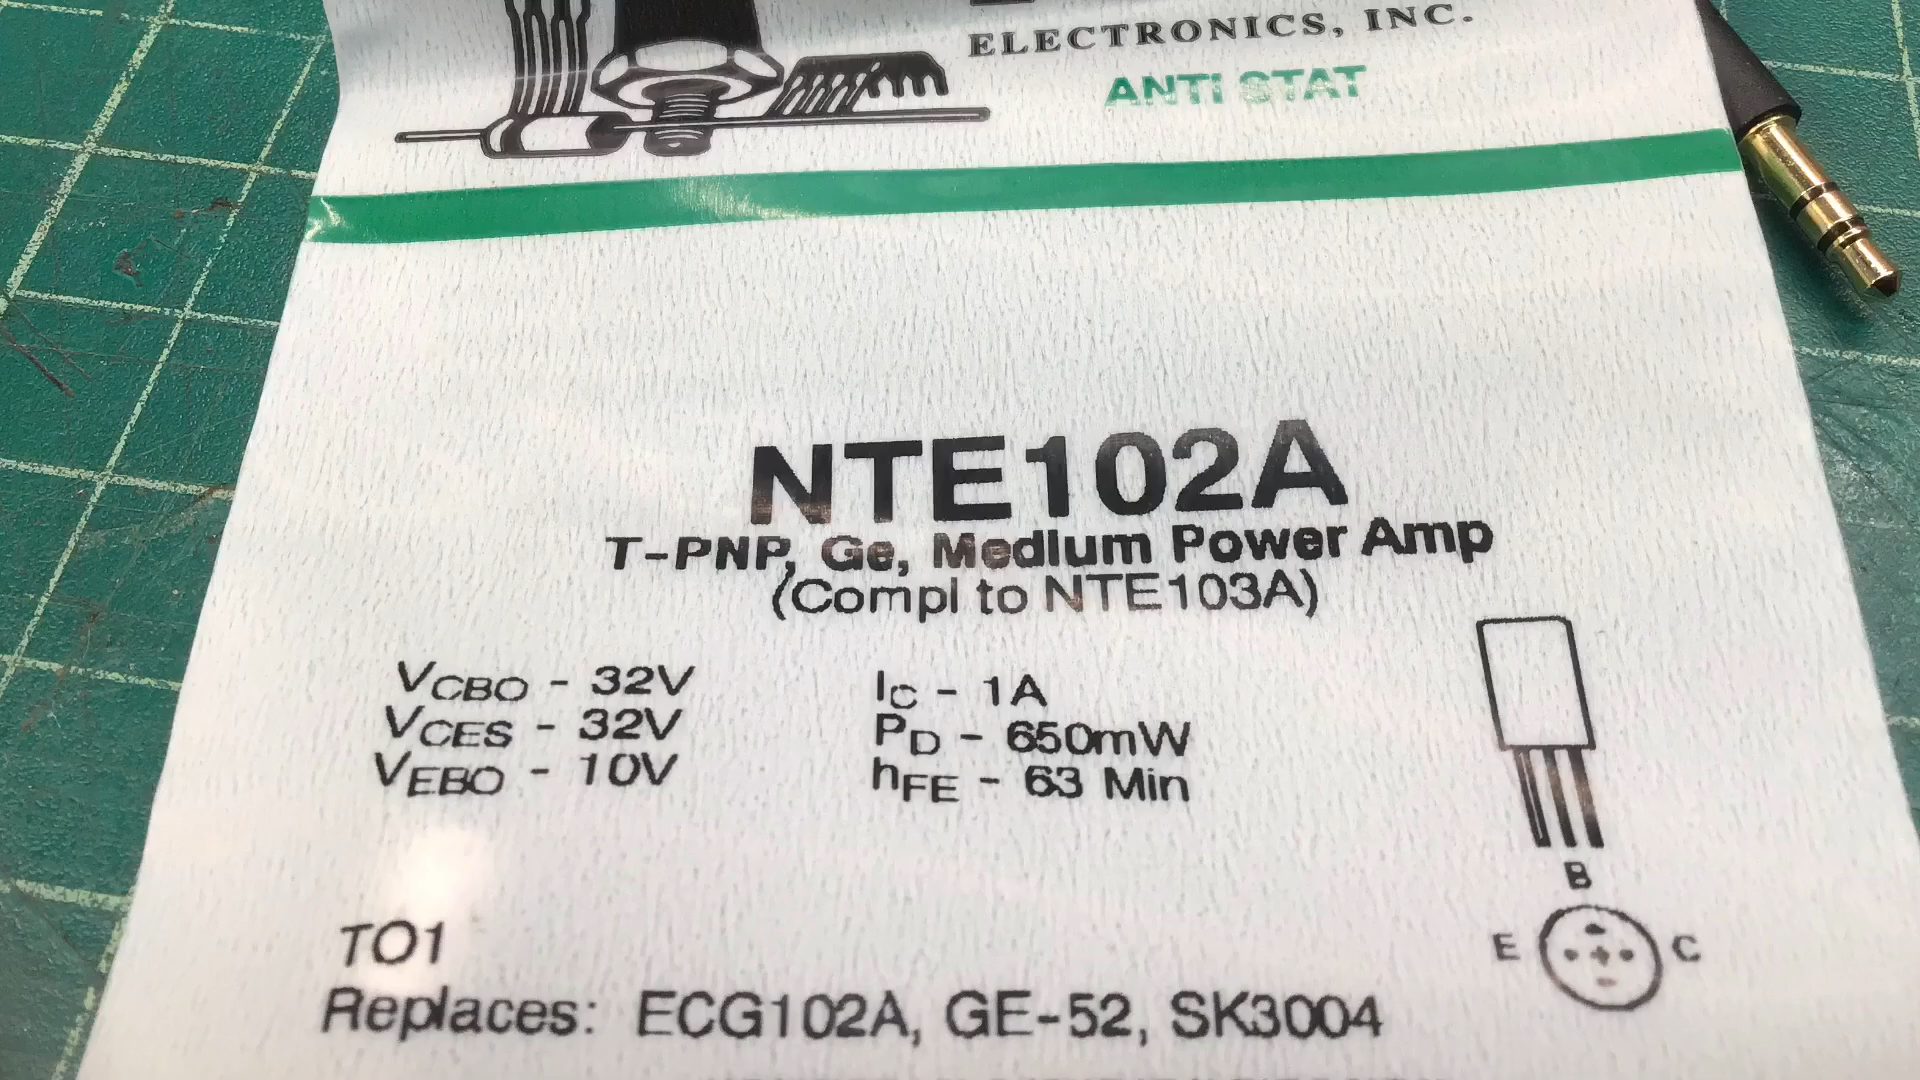 ELECTRONICS, INC.
ANTI STAT
NTE102A
T-PNP, Ge, Medium Power Amp
(Compl to NTE103A)
VCBO - 32V
VCES - 32V
VEBO - 10V
IC - 1A
PD - 650mW
hFE - 63 Min
B
E C
TO1
Replaces: ECG102A, GE-52, SK3004